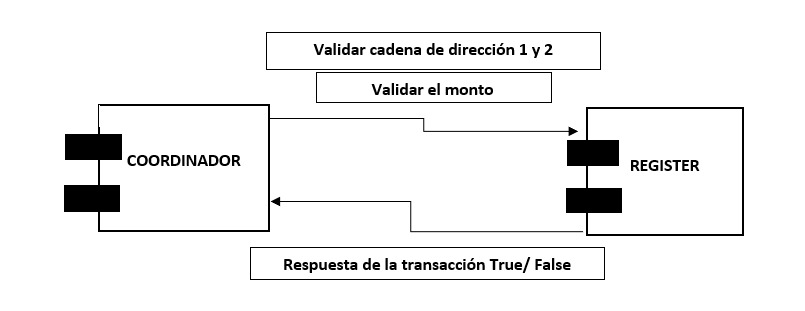 Validar cadena de dirección 1 y 2
Validar el monto
COORDINADOR
REGISTER
Respuesta de la transacción True/ False